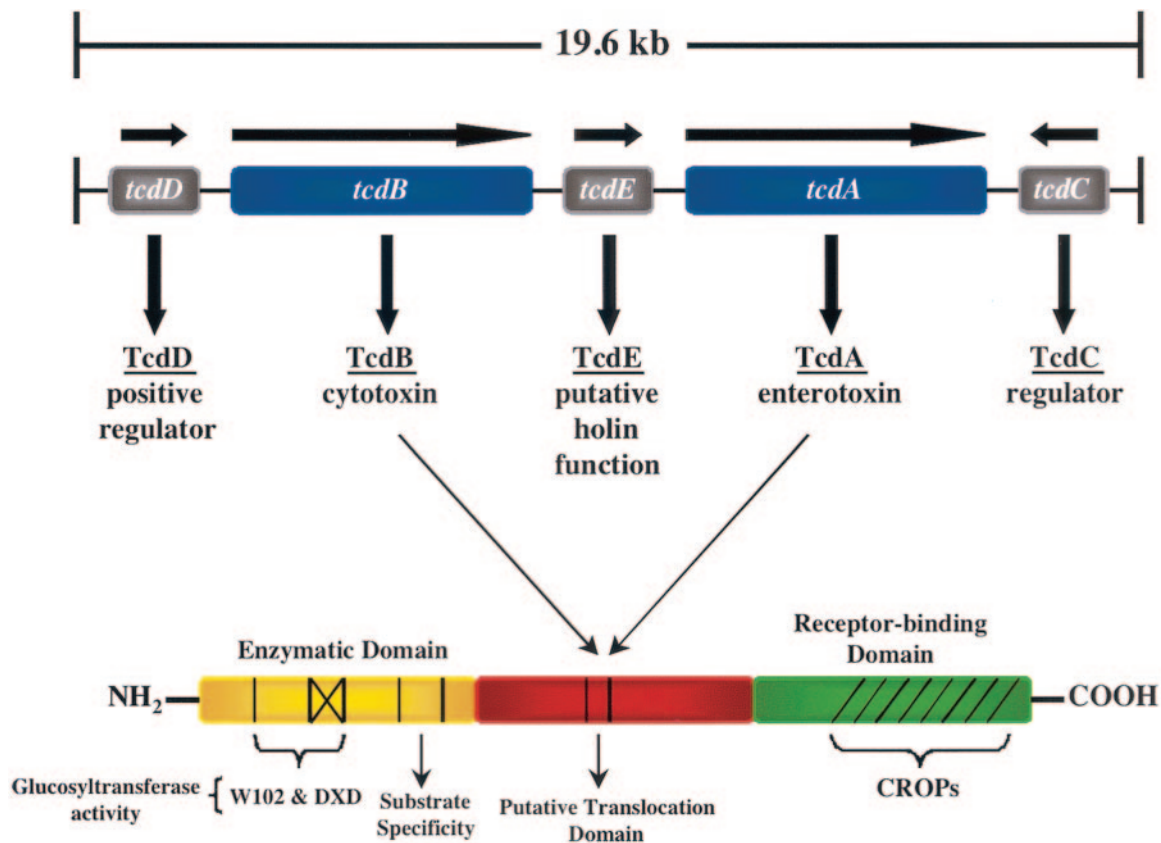 19.6 kb
tcdD tcdB tcdE tcdA tcdC
TcdD
positive
regulator
TcdB
cytotoxin
TcdE
putative
holin
function
TcdA
enterotoxin
TcdC
regulator
Enzymatic Domain
Receptor-binding
Domain
NH2
COOH
Glucosyltransferase
activity
{ W102 & DXD
Substrate
Specificity
Putative Translocation
Domain
CROPs